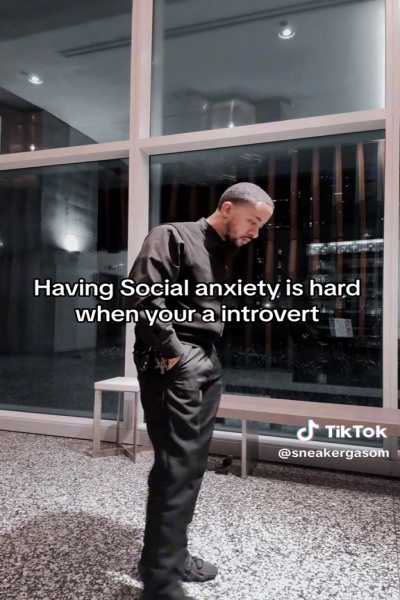 Having Social anxiety is hard
when your a introvert
TikTok
@sneakergasom